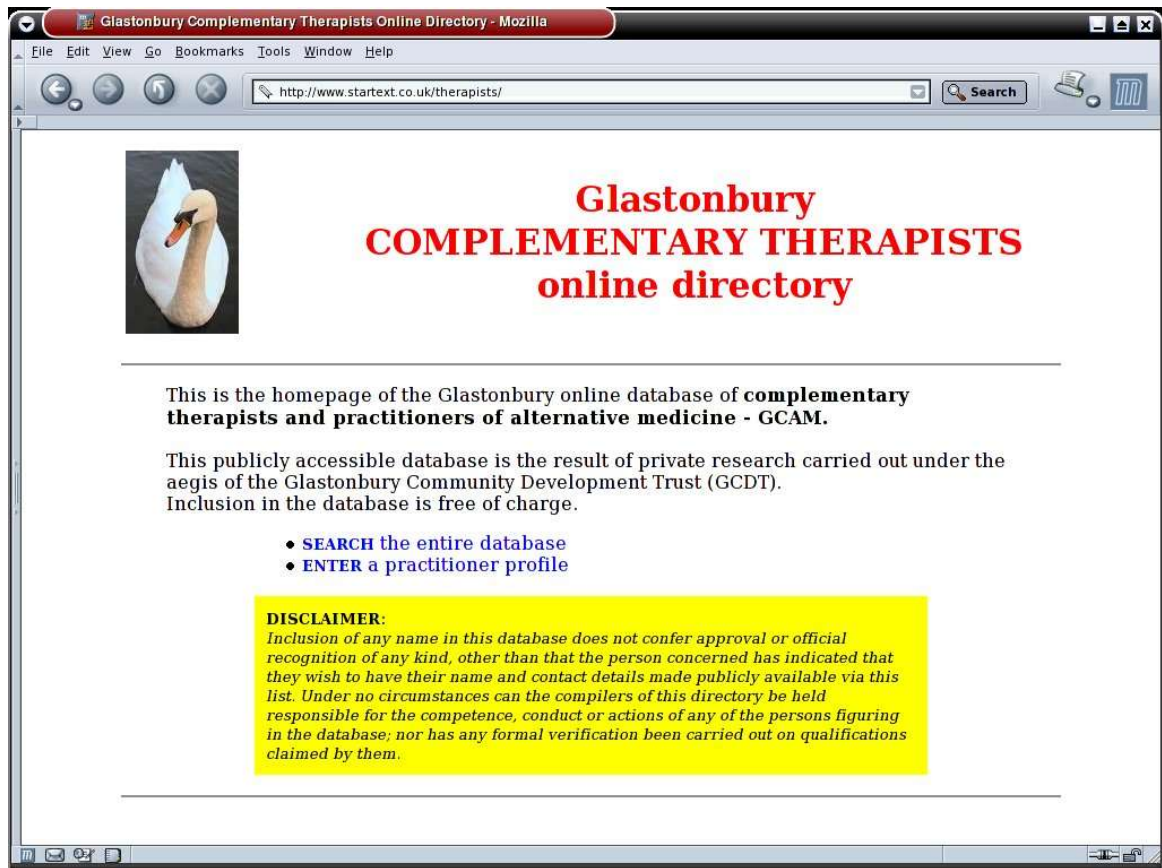 Glastonbury Complementary Therapists Online Directory - Mozilla
File Edit View Go Bookmarks Tools Window Help
http://www.startext.co.uk/therapists/
Search
Glastonbury
COMPLEMENTARY THERAPISTS
online directory
This is the homepage of the Glastonbury online database of complementary
therapists and practitioners of alternative medicine - GCAM.
This publicly accessible database is the result of private research carried out under the
aegis of the Glastonbury Community Development Trust (GCDT).
Inclusion in the database is free of charge.
• SEARCH the entire database
• ENTER a practitioner profile
DISCLAIMER:
Inclusion of any name in this database does not confer approval or official
recognition of any kind, other than that the person concerned has indicated that
they wish to have their name and contact details made publicly available via this
list. Under no circumstances can the compilers of this directory be held
responsible for the competence, conduct or actions of any of the persons figuring
in the database; nor has any formal verification been carried out on qualifications
claimed by them.